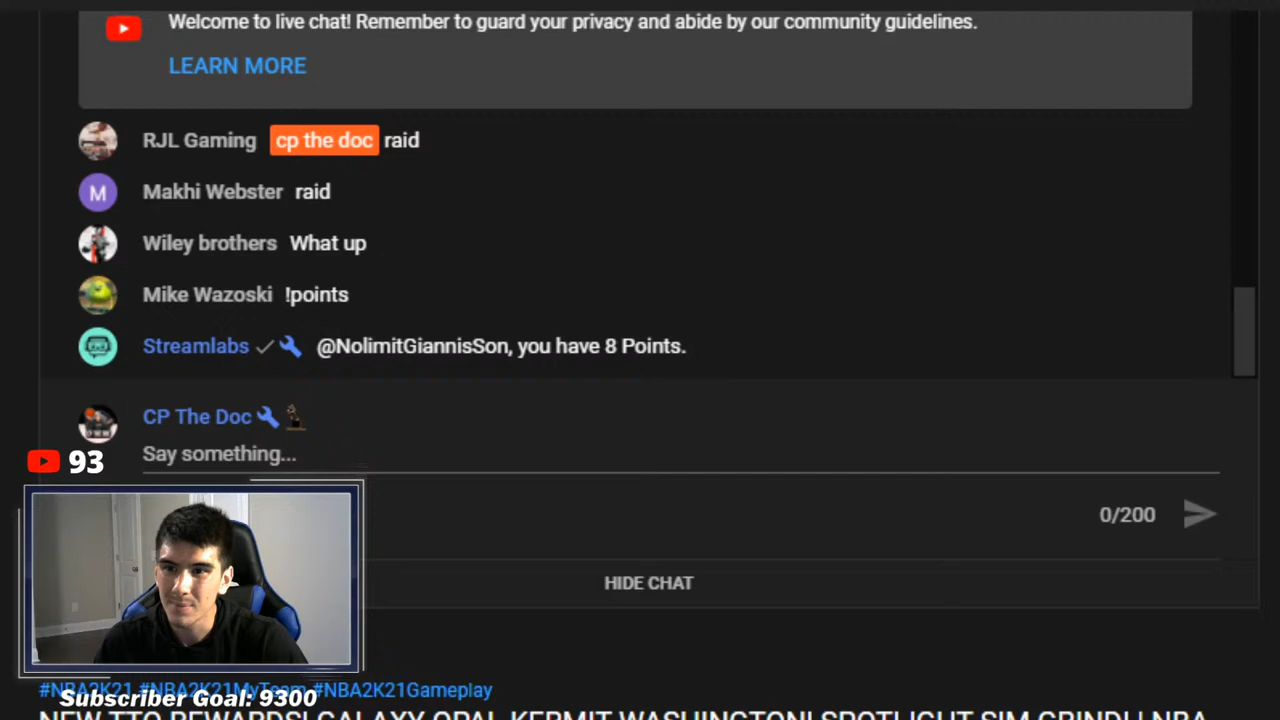 Welcome to live chat! Remember to guard your privacy and abide by our community guidelines.
LEARN MORE
RJL Gaming cp the doc raid
M Makhi Webster raid
Wiley brothers What up
Mike Wazoski !points
Streamlabs @NolimitGiannisSon, you have 8 Points.
CP The Doc
Say something...
93
0/200
HIDE CHAT
#NBA2K21 #NBA2K21MyTeam #NBA2K21Gameplay
Subscriber Goal: 9300
NEW TTO REWARDS! GALAXY OPAL KERMIT WASHINGTON! SPOTLIGHT SIM GRIND! | NBA